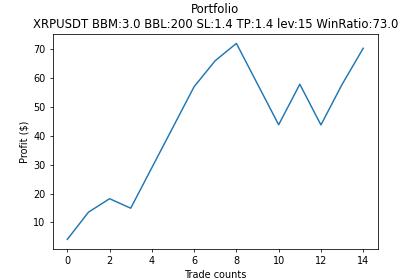 Portfolio
XRPUSDT BBM:3.0 BBL:200 SL:1.4 TP:1.4 lev:15 WinRatio:73.0
70
60
50
40
30
20
10
Profit ($)
0 2 4 6 8 10 12 14
Trade counts